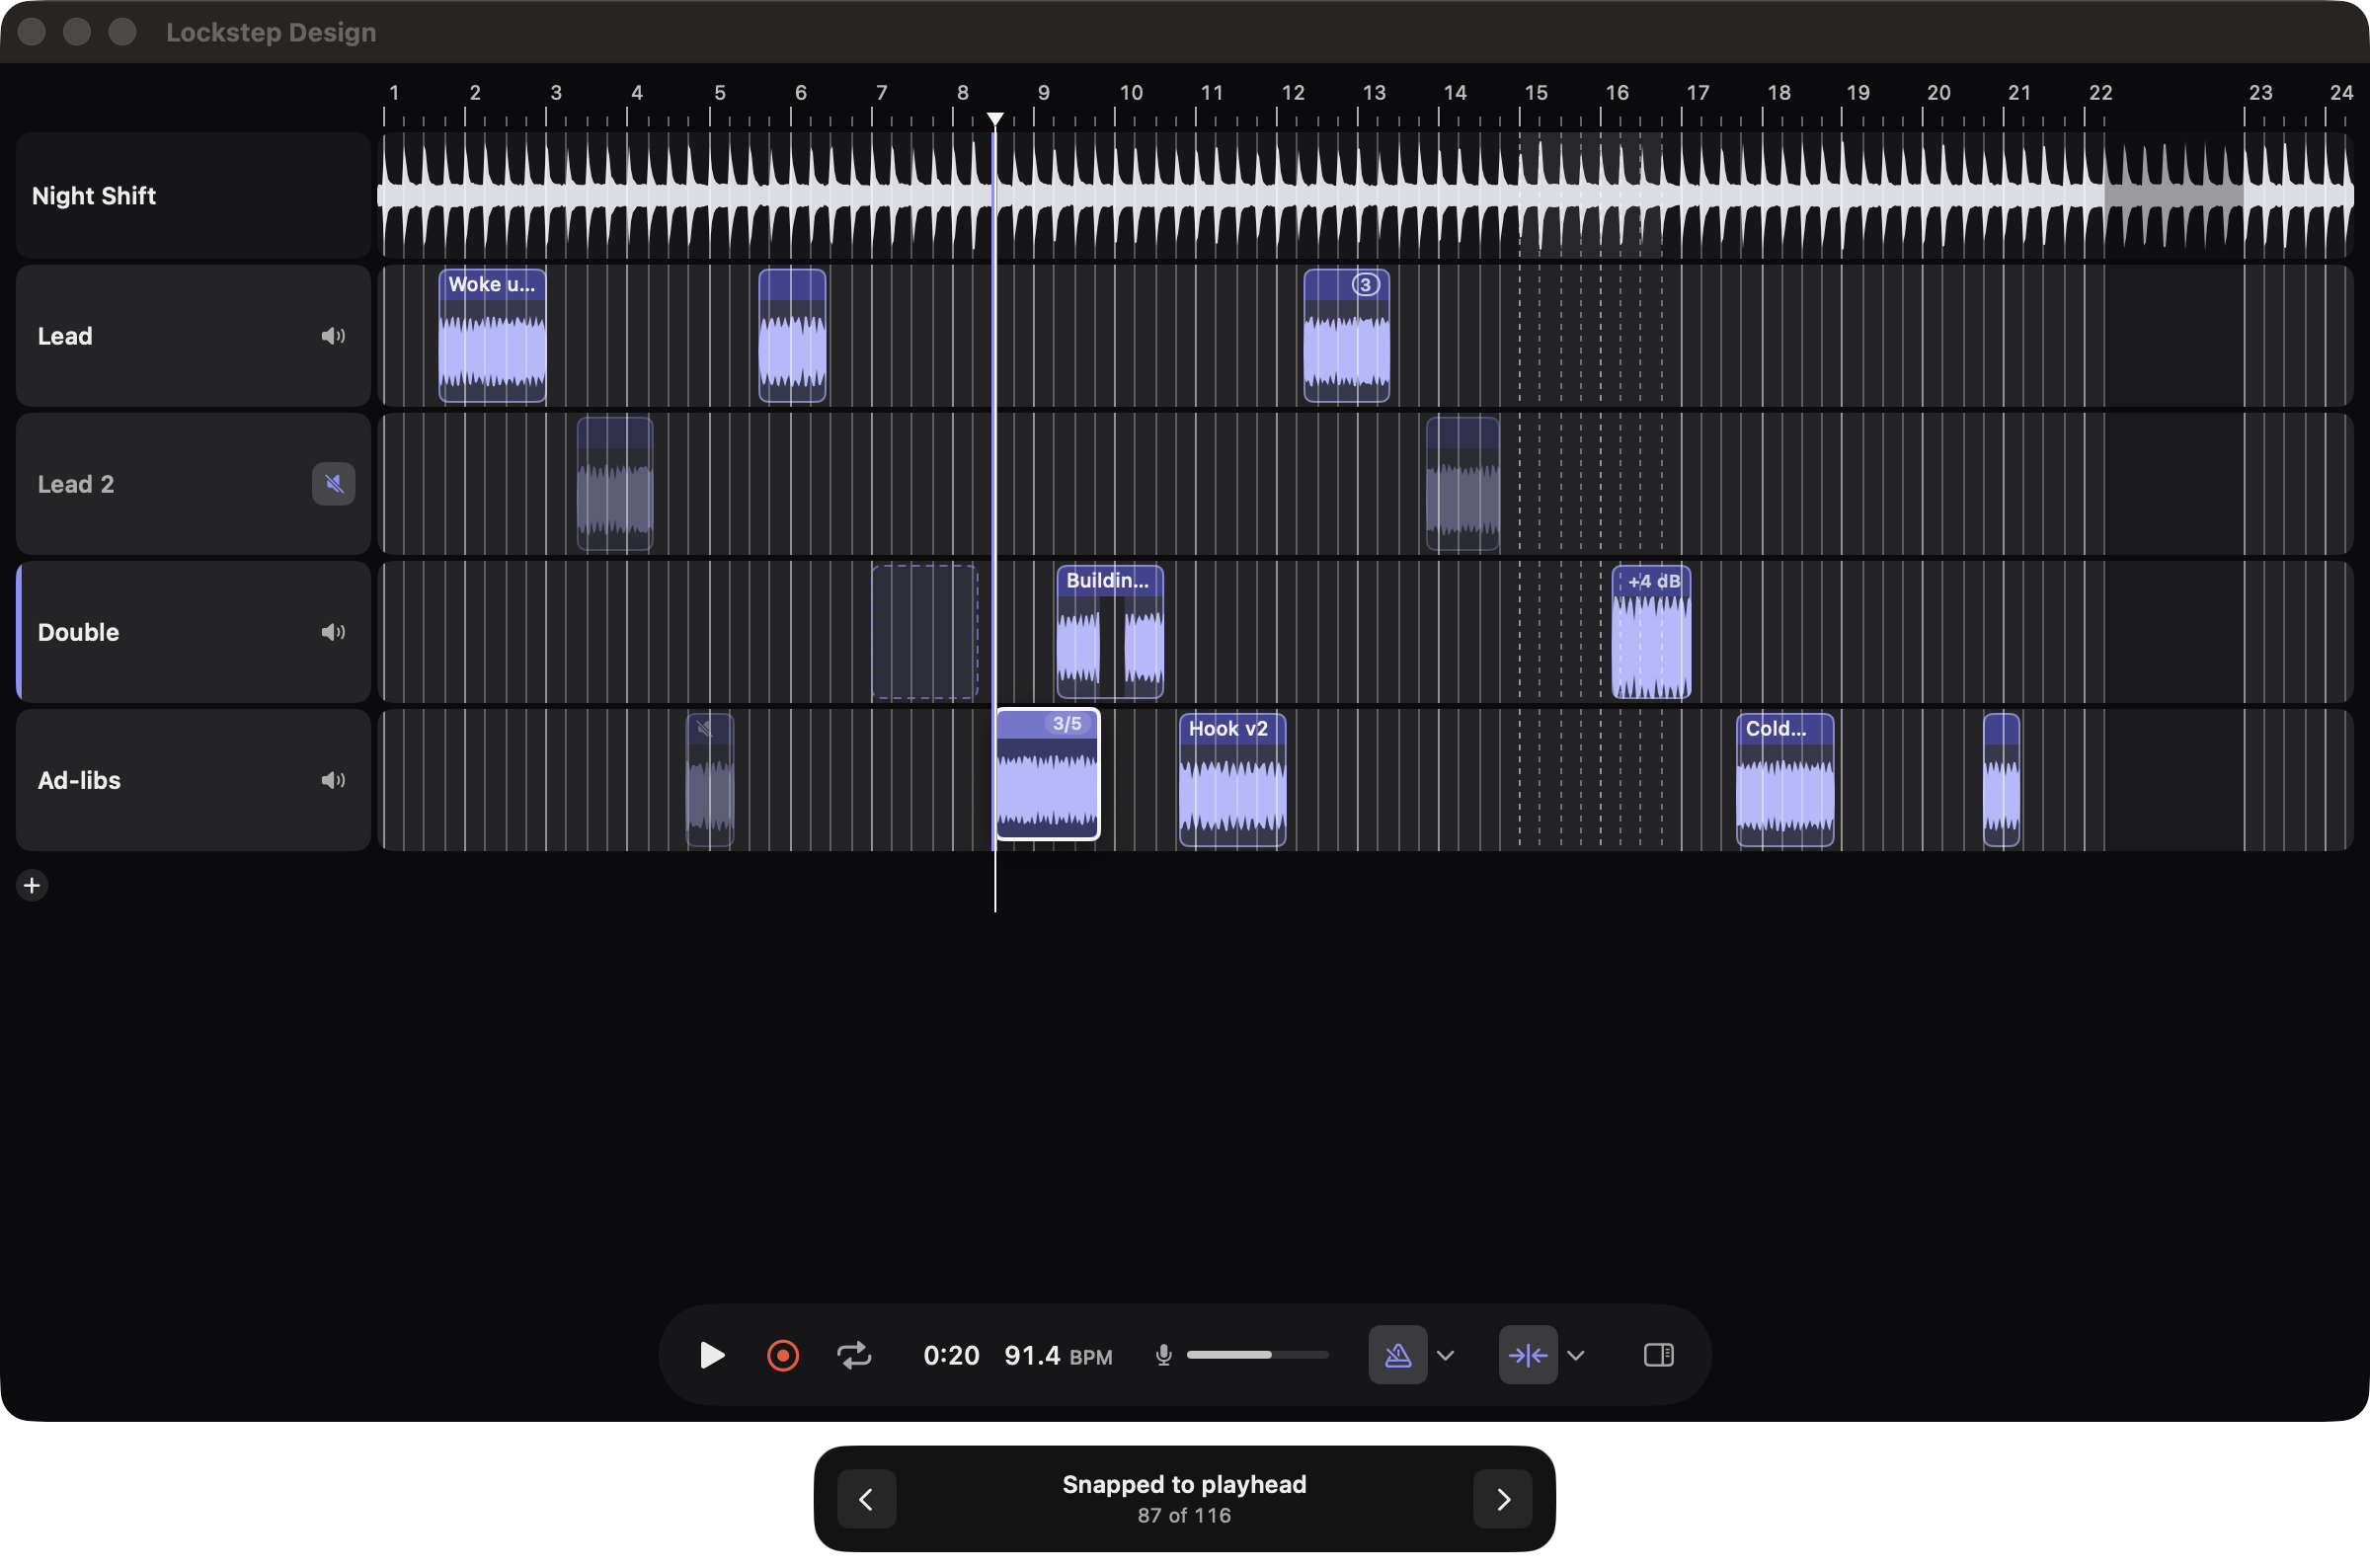 Lockstep Design
1 2 3 4 5 6 7 8 9 10 11 12 13 14 15 16 17 18 19 20 21 22 23 24
Night Shift
Lead
Woke u...
3
Lead 2
Double
Buildin...
+4 dB
Ad-libs
3/5
Hook v2
Cold...
0:20 91.4 BPM
Snapped to playhead
87 of 116